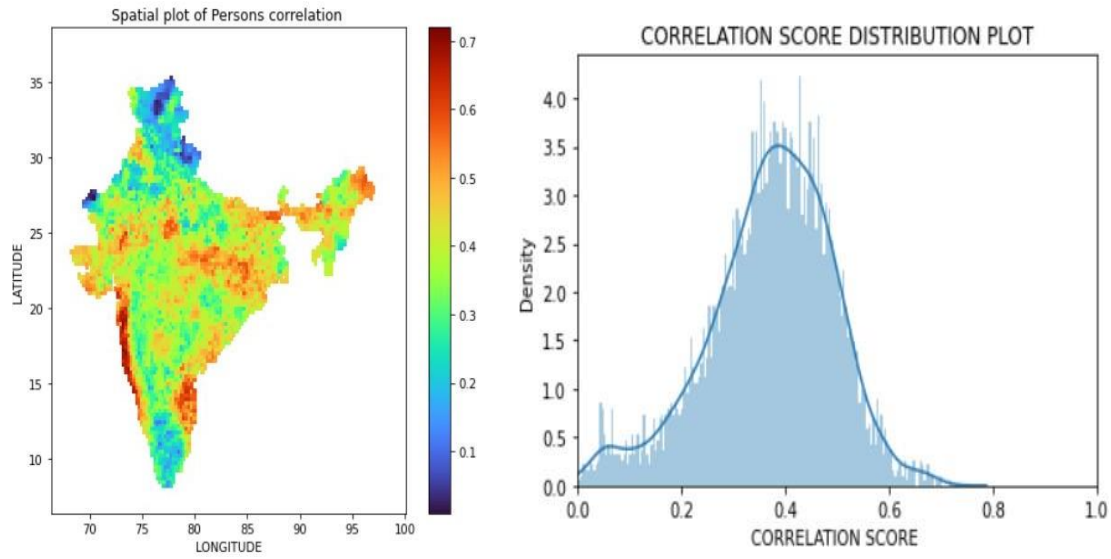 Spatial plot of Persons correlation
35
30
25
20
15
10
LATITUDE
70 75 80 85 90 95 100
LONGITUDE
0.7
0.6
0.5
0.4
0.3
0.2
0.1
CORRELATION SCORE DISTRIBUTION PLOT
4.0
3.5
3.0
2.5
2.0
1.5
1.0
0.5
0.0
Density
0.0 0.2 0.4 0.6 0.8 1.0
CORRELATION SCORE